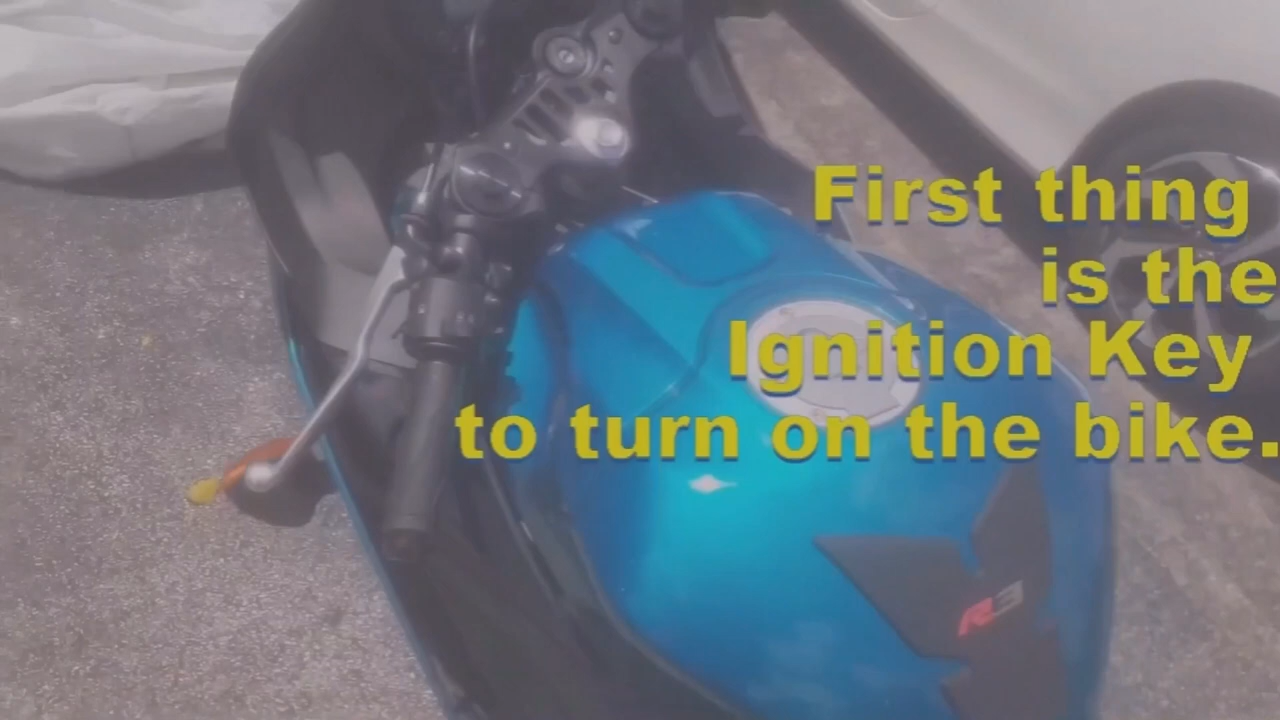 First thing
is the
Ignition Key
to turn on the bike.
R3